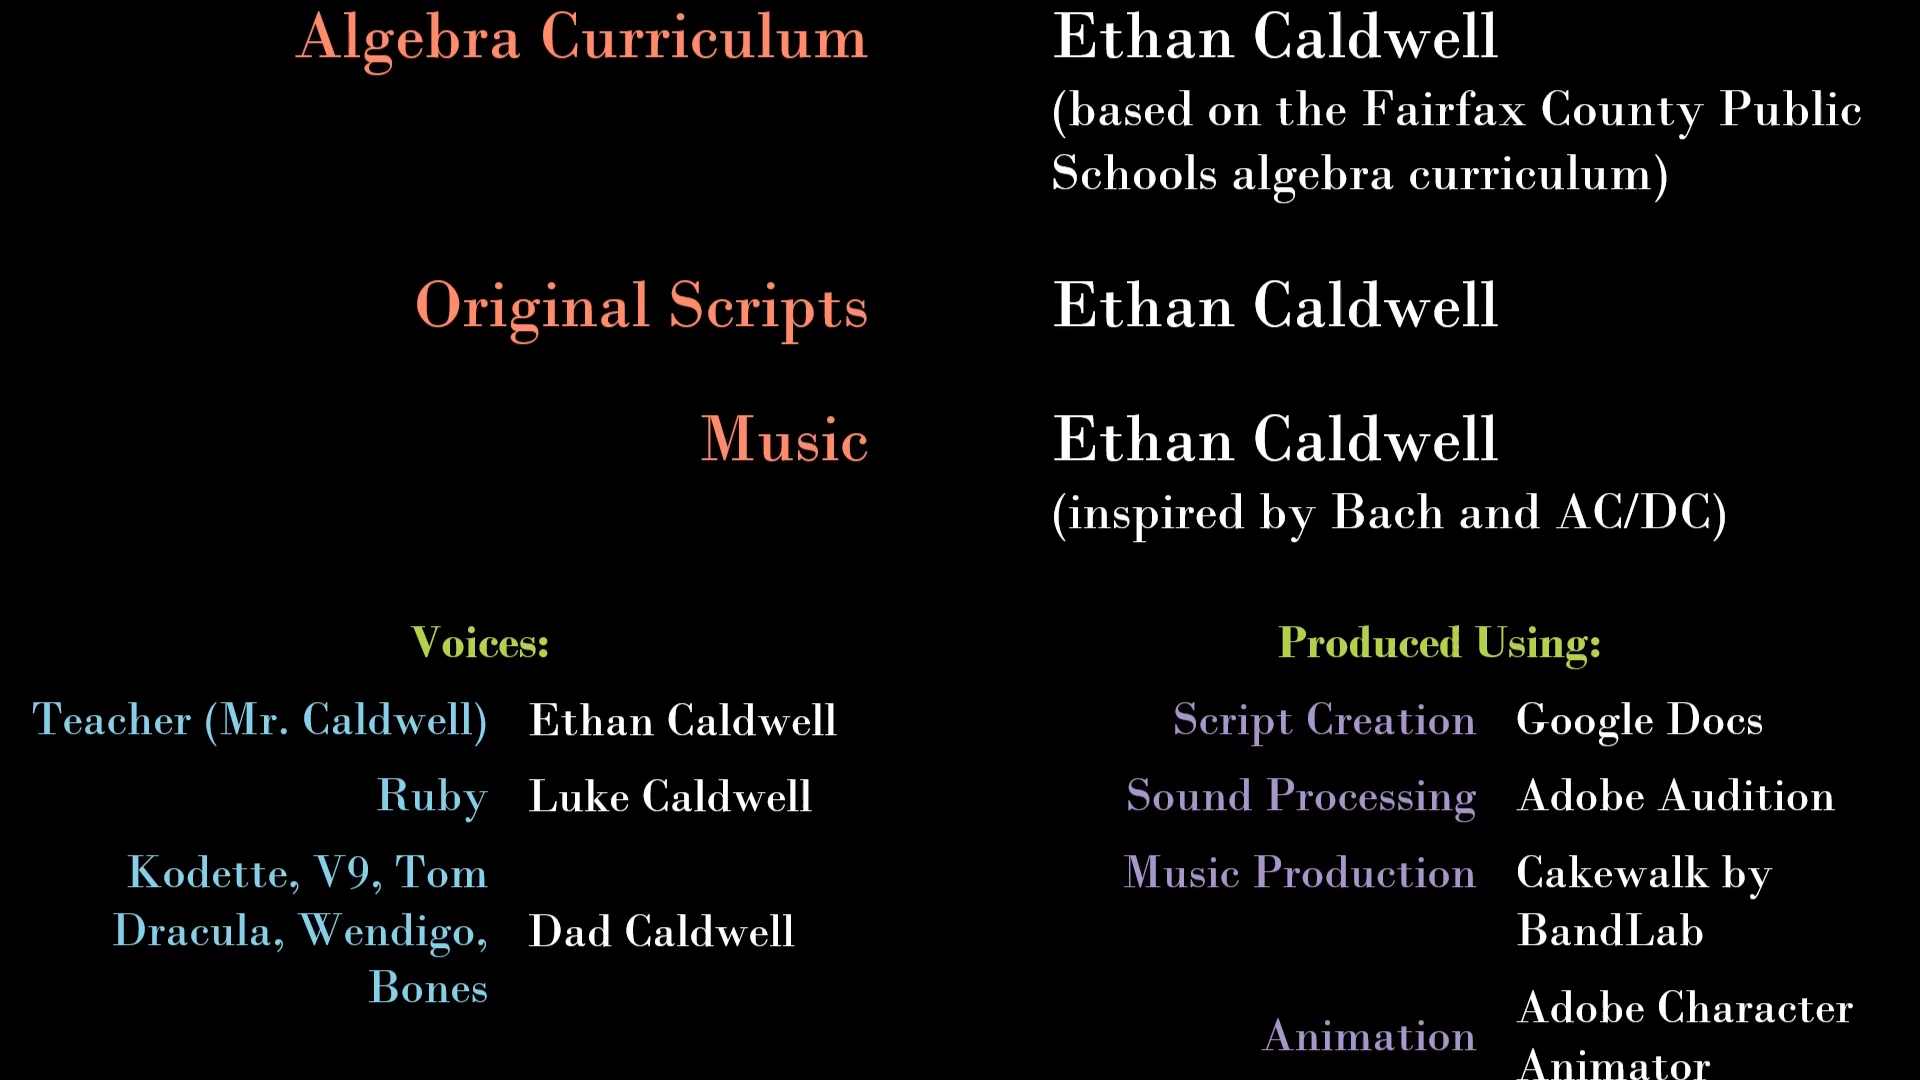 Algebra Curriculum Ethan Caldwell
(based on the Fairfax County Public
Schools algebra curriculum)
Original Scripts Ethan Caldwell
Music Ethan Caldwell
(inspired by Bach and AC/DC)
Voices:
Teacher (Mr. Caldwell) Ethan Caldwell
Ruby Luke Caldwell
Kodette, V9, Tom
Dracula, Wendigo, Dad Caldwell
Bones
Produced Using:
Script Creation Google Docs
Sound Processing Adobe Audition
Music Production Cakewalk by
BandLab
Adobe Character
Animation
Animator